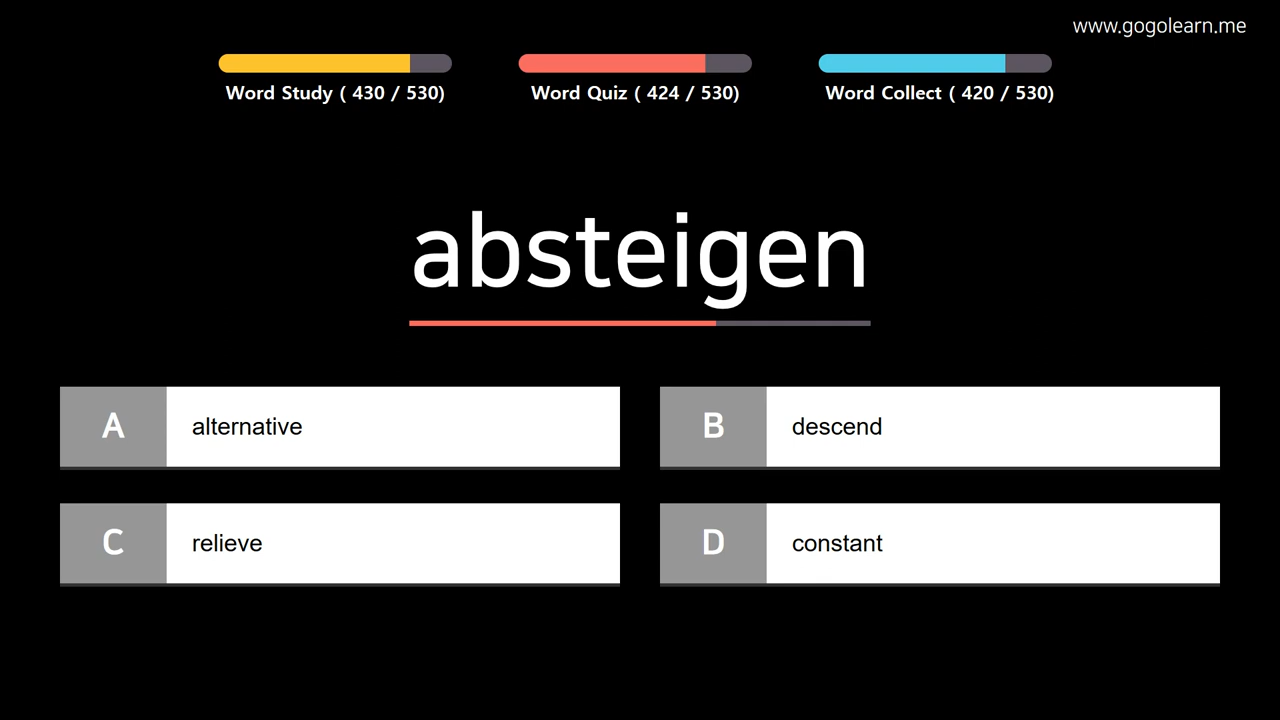 www.gogolearn.me
Word Study ( 430 / 530)
Word Quiz ( 424 / 530)
Word Collect ( 420 / 530)
absteigen
A alternative
B descend
C relieve
D constant